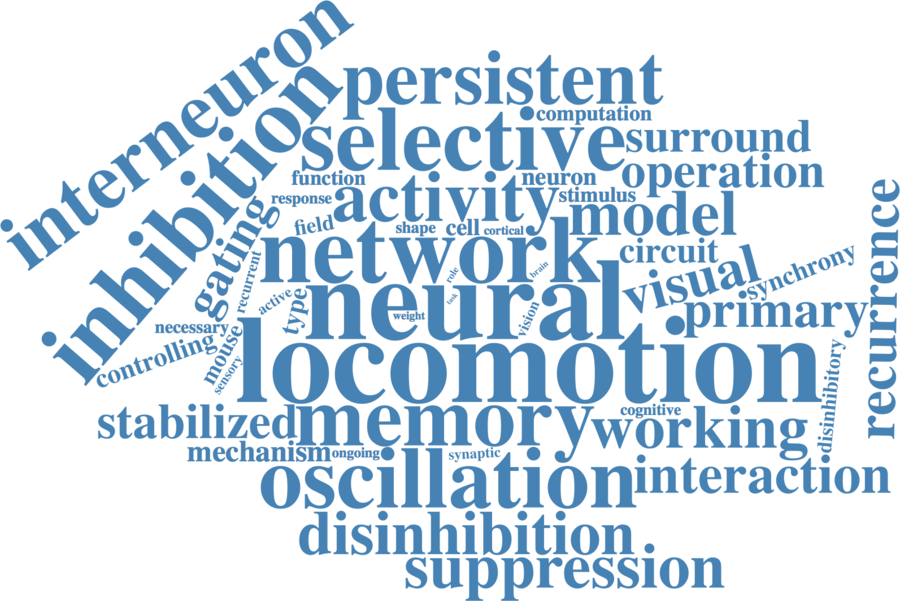 interneuron
inhibition
persistent
computation
selective
surround
function
neuron
operation
response
activity
stimulus
gating
field
shape
cell
cortical
model
network
circuit
recurrence
recurrent
role
brain
visual
synchrony
active
type
neural
task
weight
vision
primary
necessary
controlling
mouse
sensory
locomotion
disinhibitory
stabilized
memory
cognitive
working
mechanism
ongoing
synaptic
oscillation
interaction
disinhibition
suppression